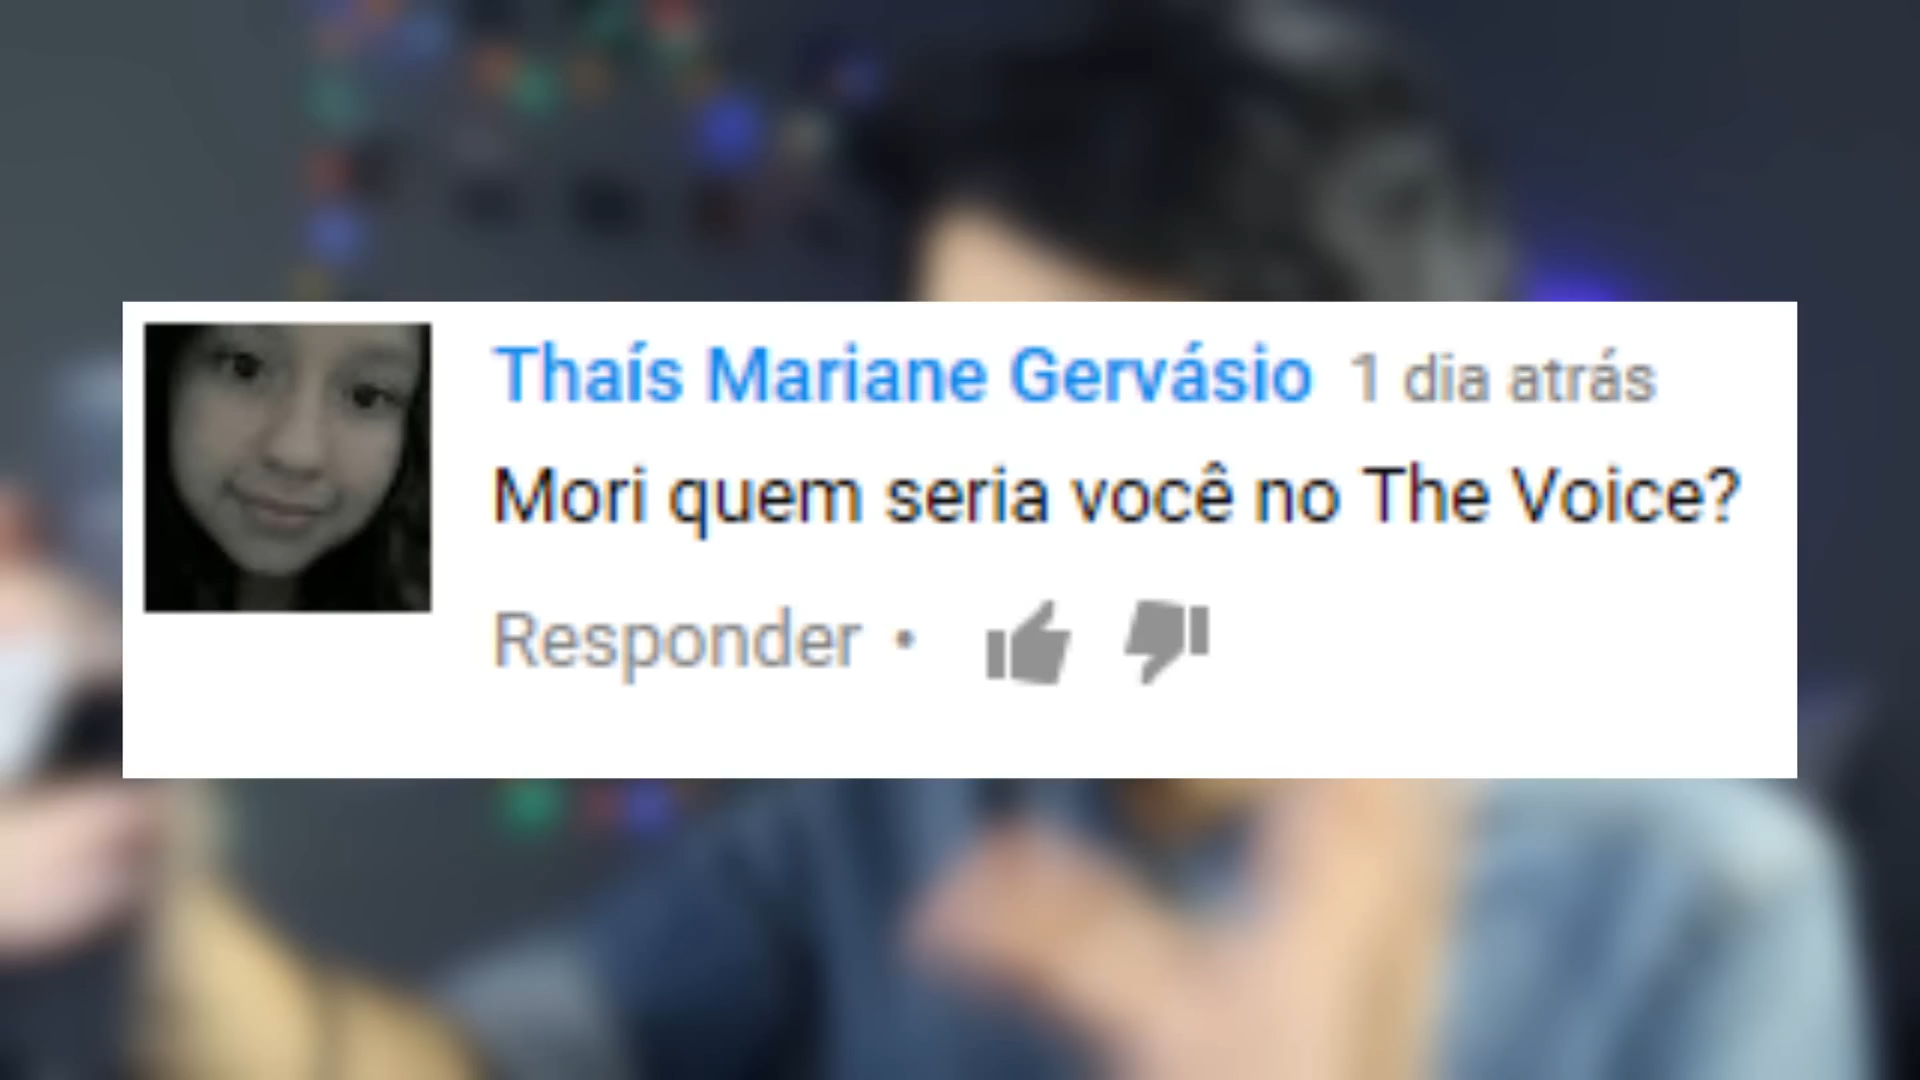 Thaís Mariane Gervásio 1 dia atrás
Mori quem seria você no The Voice?
Responder •